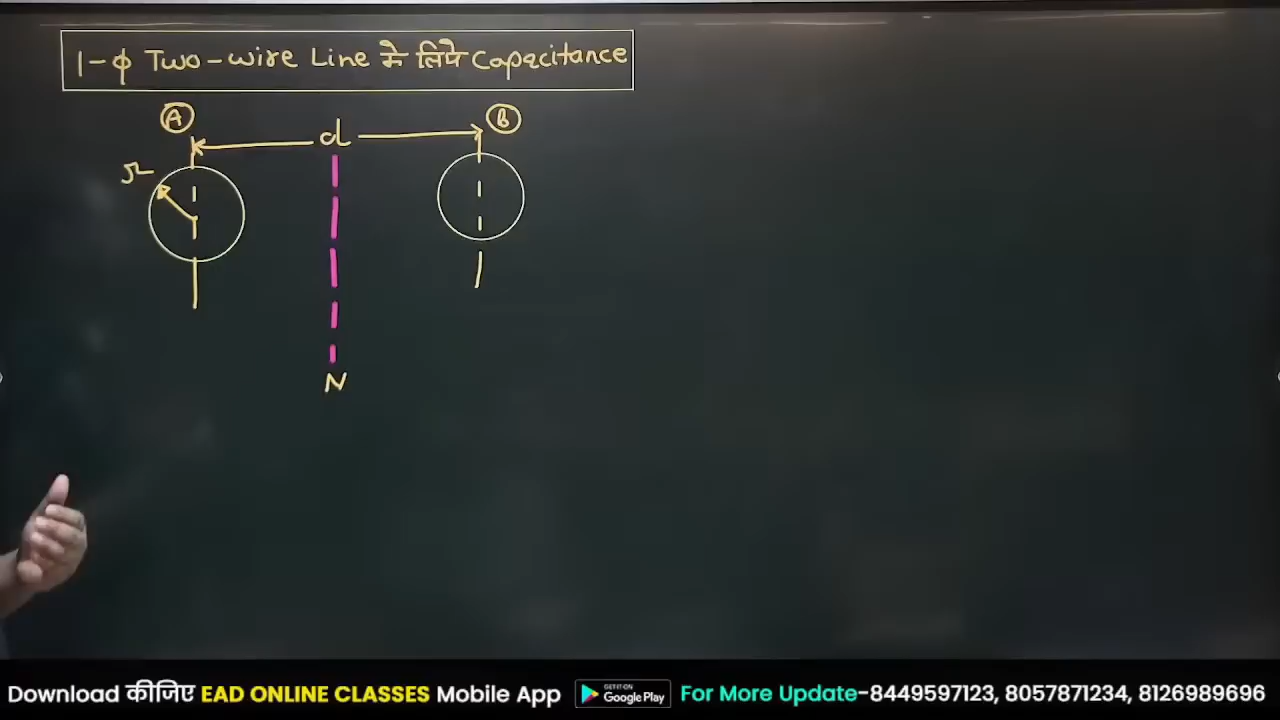 1-ϕ Two-wire Line के लिये Capacitance
A
B
d
r
N
Download कीजिए EAD ONLINE CLASSES Mobile App
GET IT ON
Google Play
For More Update-8449597123, 8057871234, 8126989696